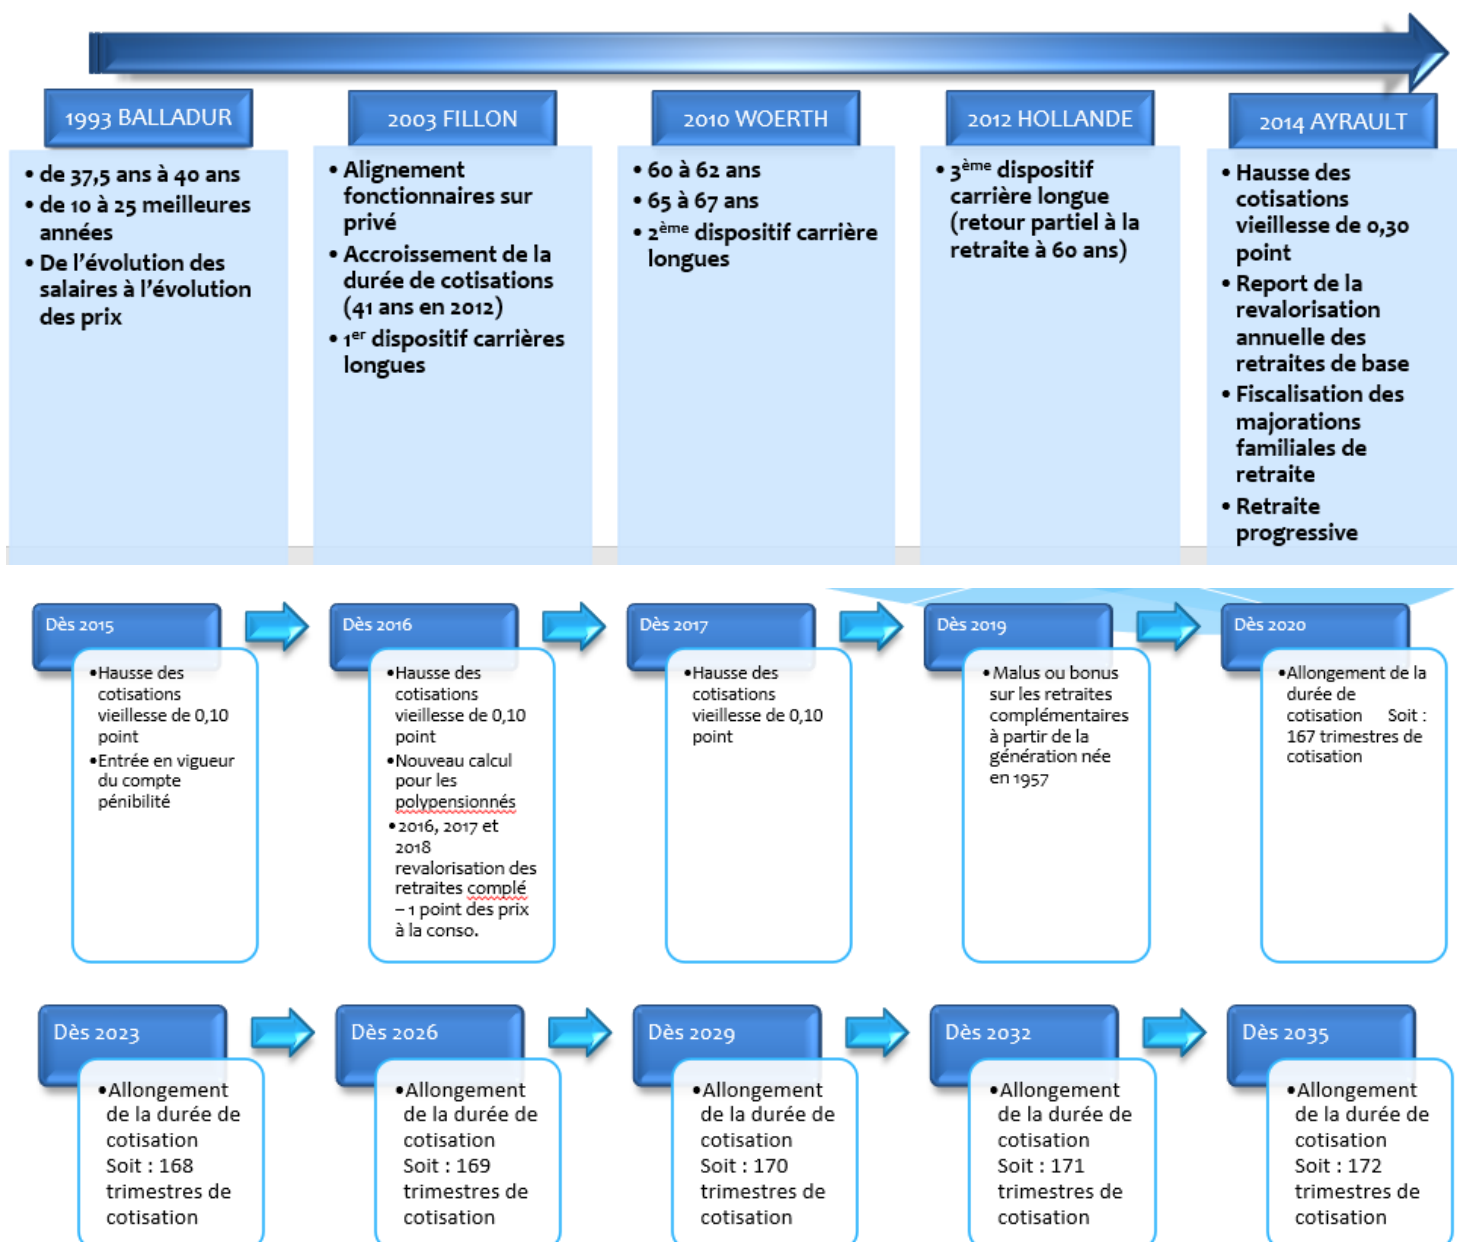 1993 BALLADUR
• de 37,5 ans à 40 ans
• de 10 à 25 meilleures
années
• De l’évolution des
salaires à l’évolution
des prix
2003 FILLON
• Alignement
fonctionnaires sur
privé
• Accroissement de la
durée de cotisations
(41 ans en 2012)
• 1er dispositif carrières
longues
2010 WOERTH
• 60 à 62 ans
• 65 à 67 ans
• 2ème dispositif carrière
longues
2012 HOLLANDE
• 3ème dispositif
carrière longue
(retour partiel à la
retraite à 60 ans)
2014 AYRAULT
• Hausse des
cotisations
vieillesse de 0,30
point
• Report de la
revalorisation
annuelle des
retraites de base
• Fiscalisation des
majorations
familiales de
retraite
• Retraite
progressive
Dès 2015
•Hausse des
cotisations
vieillesse de 0,10
point
•Entrée en vigueur
du compte
pénibilité
Dès 2016
•Hausse des
cotisations
vieillesse de 0,10
point
•Nouveau calcul
pour les
polypensionnés
•2016, 2017 et
2018
revalorisation des
retraites complé
– 1 point des prix
à la conso.
Dès 2017
•Hausse des
cotisations
vieillesse de 0,10
point
Dès 2019
• Malus ou bonus
sur les retraites
complémentaires
à partir de la
génération née
en 1957
Dès 2020
•Allongement de la
durée de
cotisation Soit :
167 trimestres de
cotisation
Dès 2023
•Allongement
de la durée de
cotisation
Soit : 168
trimestres de
cotisation
Dès 2026
•Allongement
de la durée de
cotisation
Soit : 169
trimestres de
cotisation
Dès 2029
•Allongement
de la durée de
cotisation
Soit : 170
trimestres de
cotisation
Dès 2032
•Allongement
de la durée de
cotisation
Soit : 171
trimestres de
cotisation
Dès 2035
•Allongement
de la durée de
cotisation
Soit : 172
trimestres de
cotisation